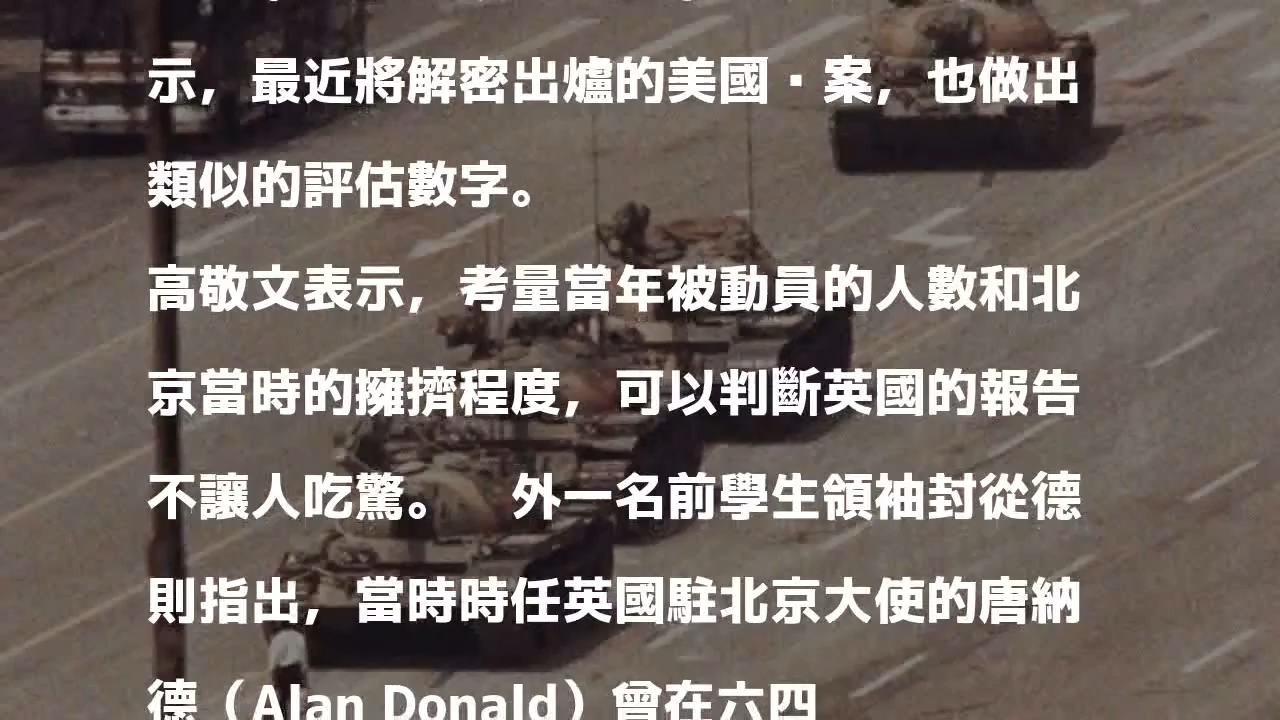 示，最近將解密出爐的美國·案，也做出
類似的評估數字。
高敬文表示，考量當年被動員的人數和北
京當時的擁擠程度，可以判斷英國的報告
不讓人吃驚。　外一名前學生領袖封從德
則指出，當時時任英國駐北京大使的唐納
德（Alan Donald）曾在六四